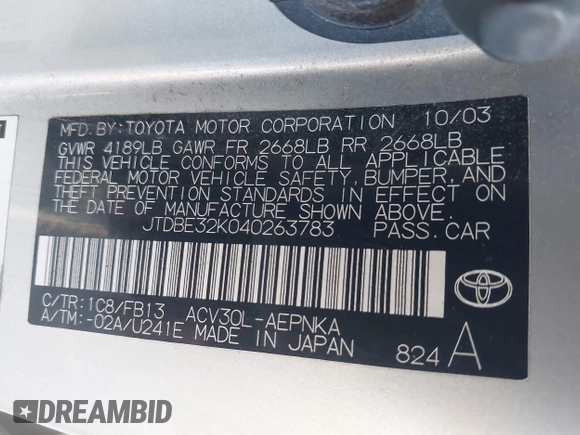 MFD. BY: TOYOTA MOTOR CORPORATION 10/03
GVWR 4189LB GAWR FR 2668LB RR 2668LB
THIS VEHICLE CONFORMS TO ALL APPLICABLE
FEDERAL MOTOR VEHICLE SAFETY, BUMPER, AND
THEFT PREVENTION STANDARDS IN EFFECT ON
THE DATE OF MANUFACTURE SHOWN ABOVE.
JTDBE32K040263783 PASS. CAR
C/TR: 1C8/FB13 ACV30L-AEPNKA
A/TM:-02A/U241E MADE IN JAPAN
824 A
DREAMBID